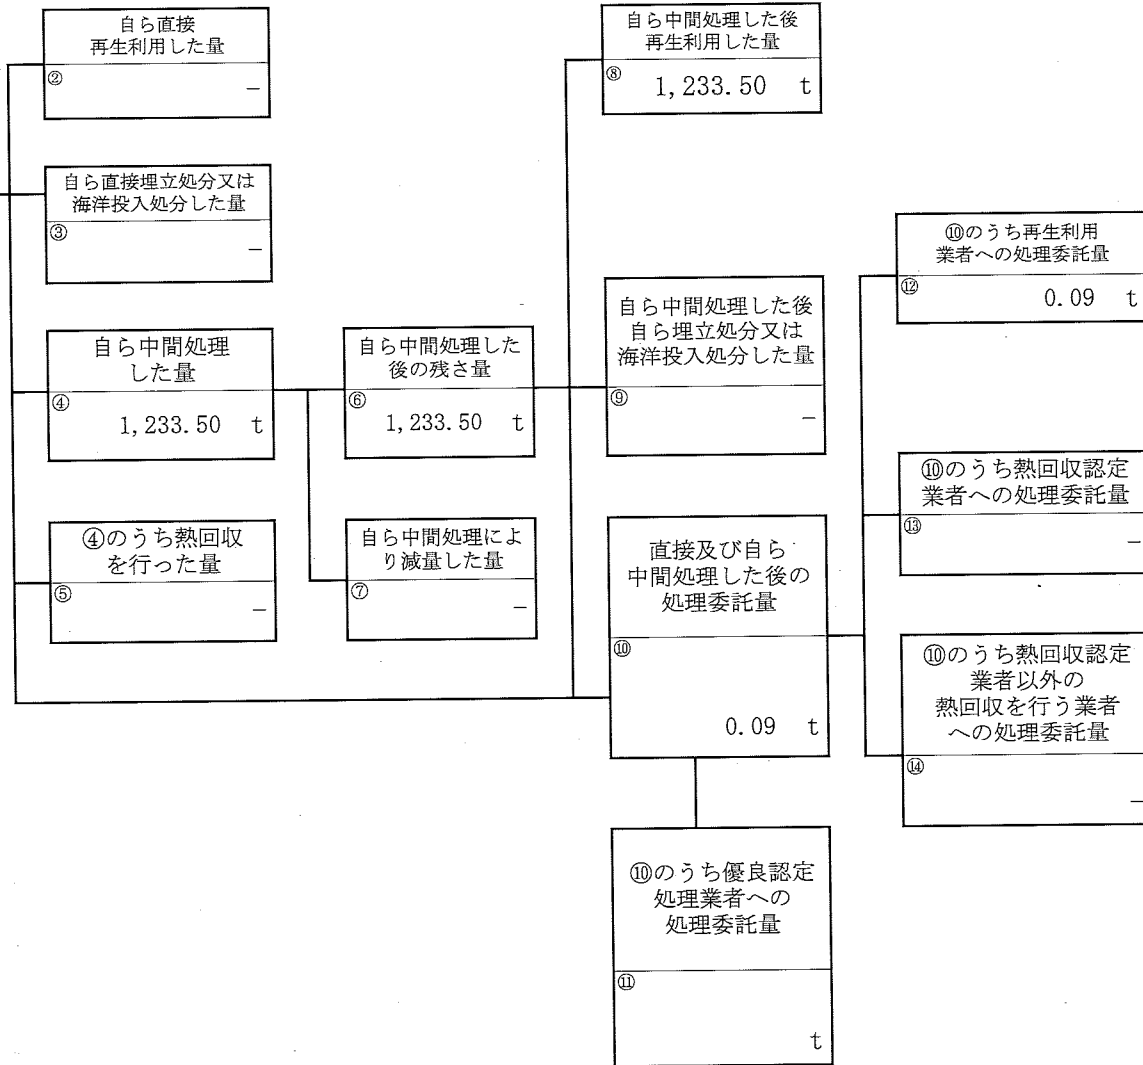 自ら直接
再生利用した量
②
－
自ら直接埋立処分又は
海洋投入処分した量
③
－
自ら中間処理
した量
④
1,233.50 t
④のうち熱回収
を行った量
⑤
－
自ら中間処理した
後の残さ量
⑥
1,233.50 t
自ら中間処理によ
り減量した量
⑦
－
自ら中間処理した後
再生利用した量
⑧
1,233.50 t
自ら中間処理した後
自ら埋立処分又は
海洋投入処分した量
⑨
－
直接及び自ら
中間処理した後の
処理委託量
⑩
0.09 t
⑩のうち優良認定
処理業者への
処理委託量
⑪
t
⑩のうち再生利用
業者への処理委託量
⑫
0.09 t
⑩のうち熱回収認定
業者への処理委託量
⑬
－
⑩のうち熱回収認定
業者以外の
熱回収を行う業者
への処理委託量
⑭
－